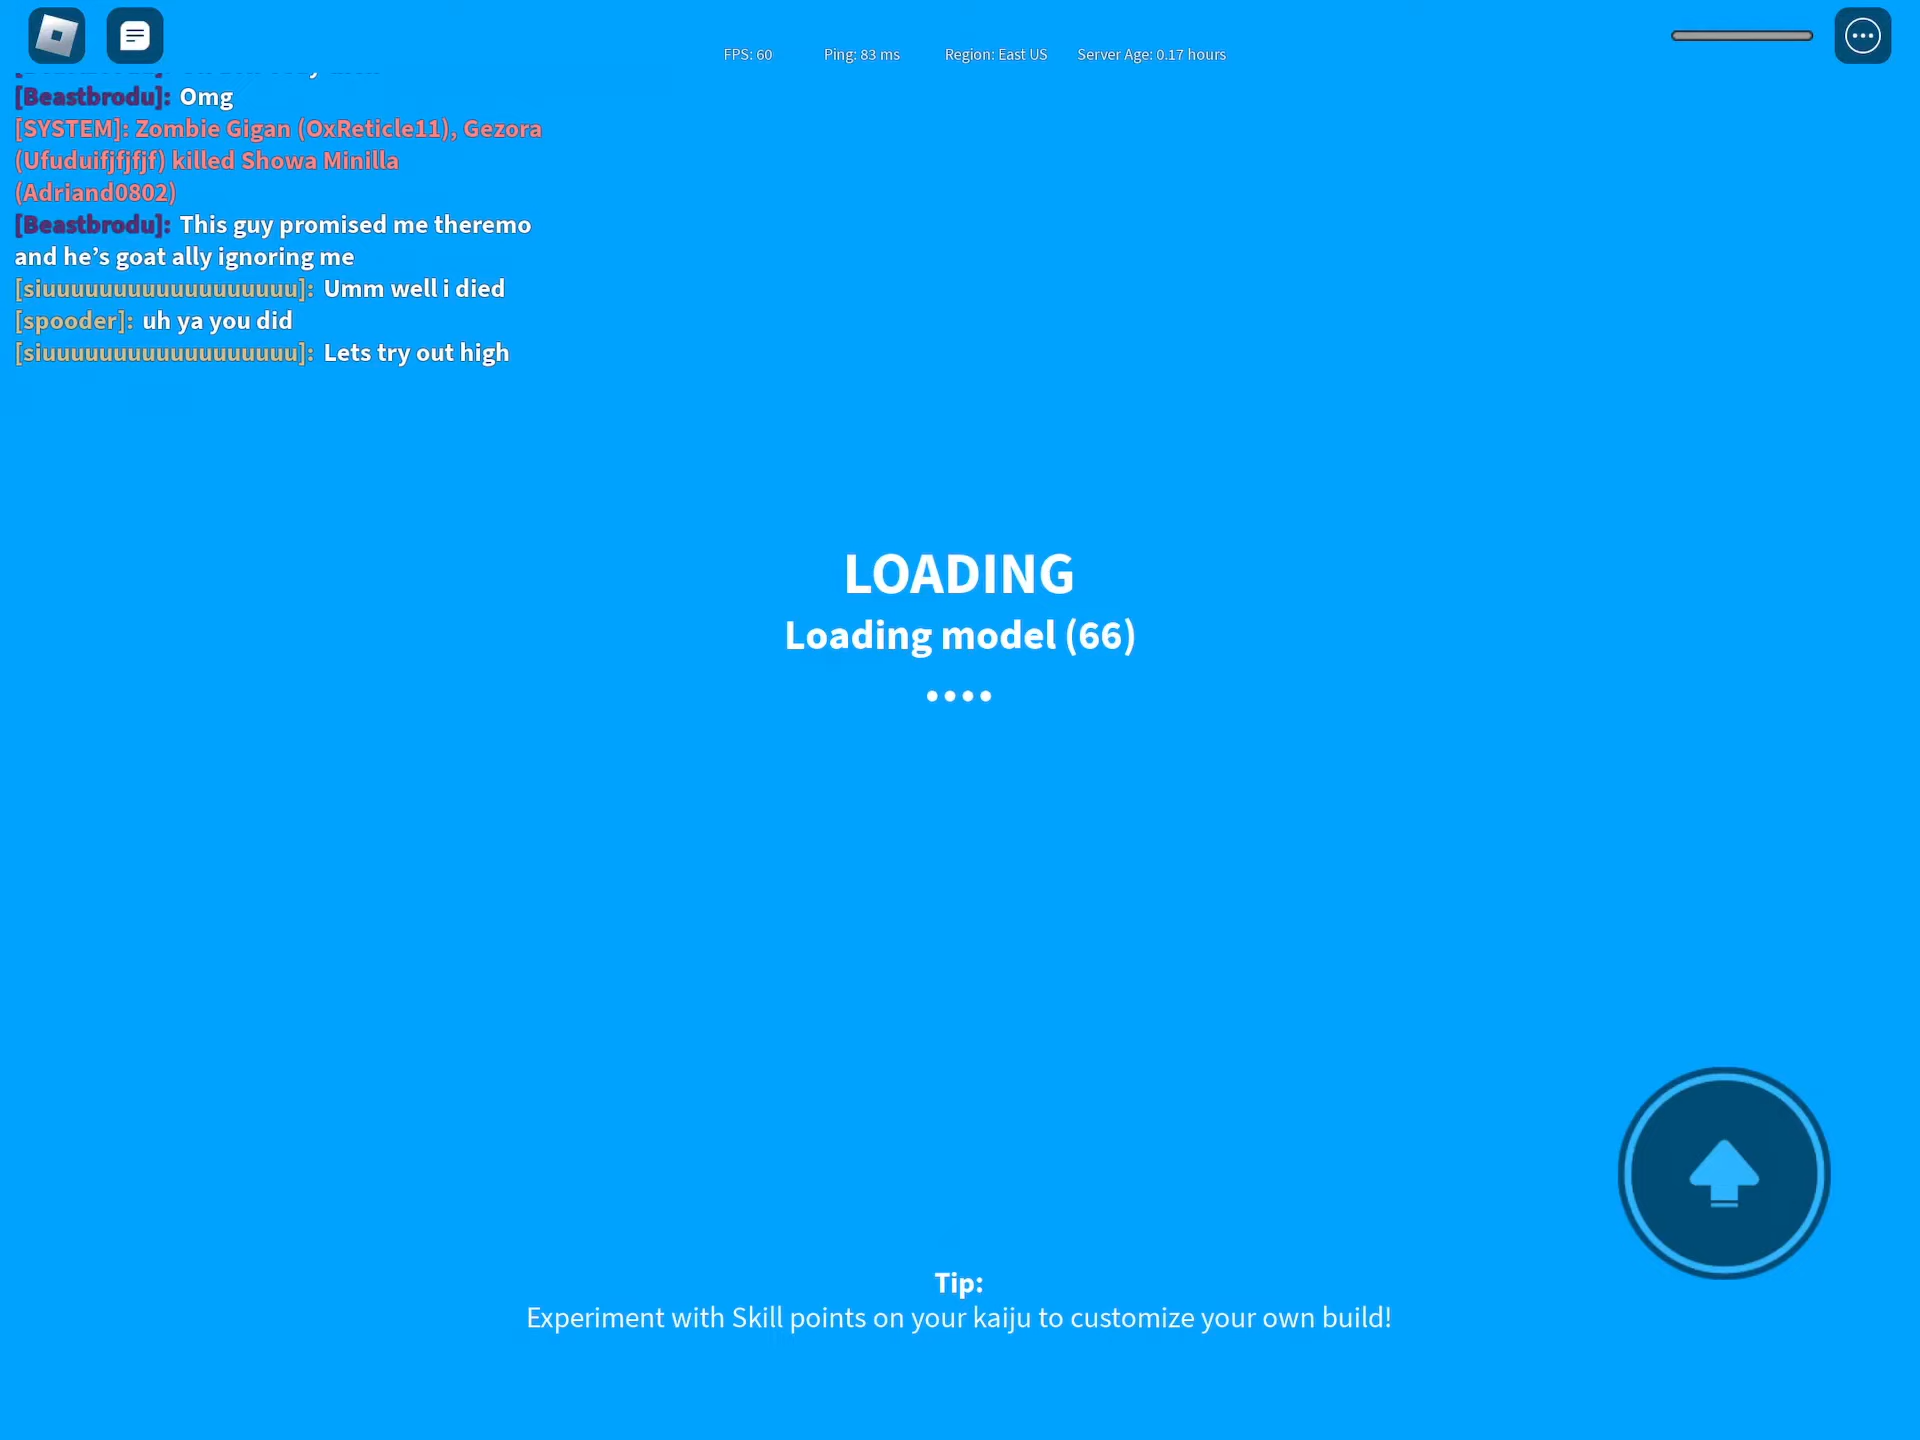 FPS: 60 Ping: 83 ms Region: East US Server Age: 0.17 hours
[Beastbrodu]: Omg
[SYSTEM]: Zombie Gigan (OxReticle11), Gezora
(Ufuduifjfjfjf) killed Showa Minilla
(Adriand0802)
[Beastbrodu]: This guy promised me theremo
and he’s goat ally ignoring me
[siuuuuuuuuuuuuuuuuuu]: Umm well i died
[spooder]: uh ya you did
[siuuuuuuuuuuuuuuuuuu]: Lets try out high
LOADING
Loading model (66)
Tip:
Experiment with Skill points on your kaiju to customize your own build!